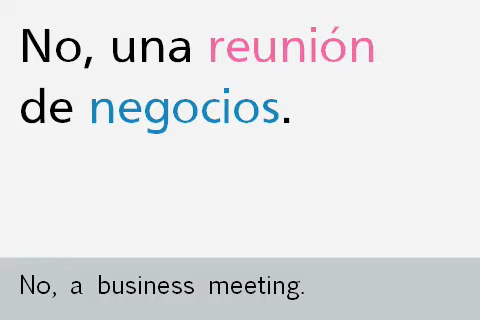 No, una reunión
de negocios.
No, a business meeting.